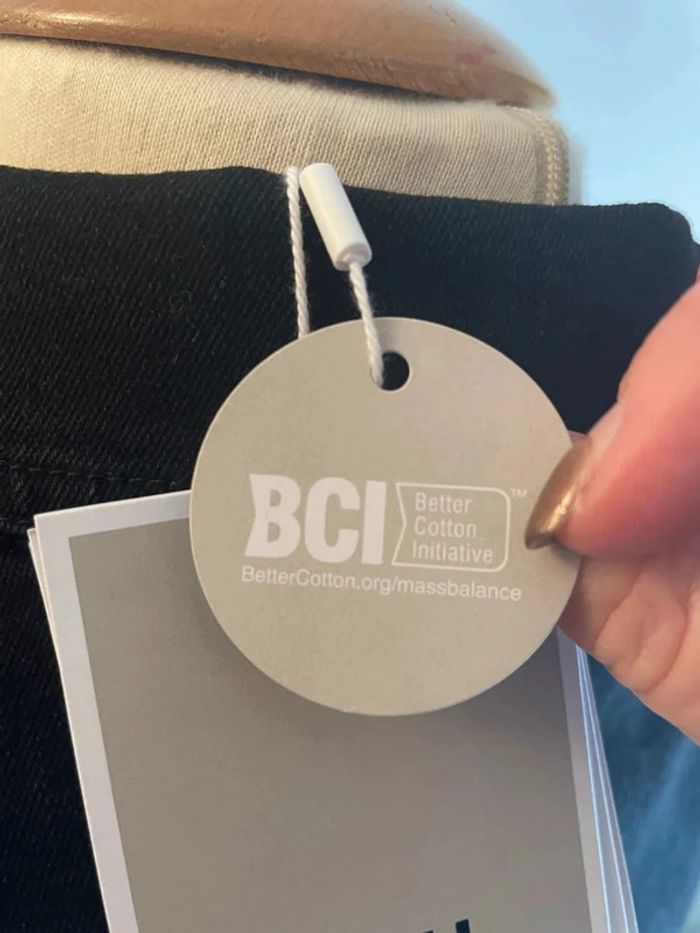 BCI
Better
Cotton
Initiative
™
BetterCotton.org/massbalance